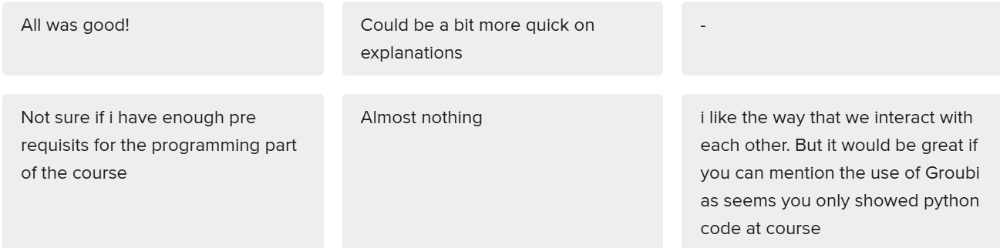 All was good!
Could be a bit more quick on
explanations
-
Not sure if i have enough pre
requisits for the programming part
of the course
Almost nothing
i like the way that we interact with
each other. But it would be great if
you can mention the use of Groubi
as seems you only showed python
code at course